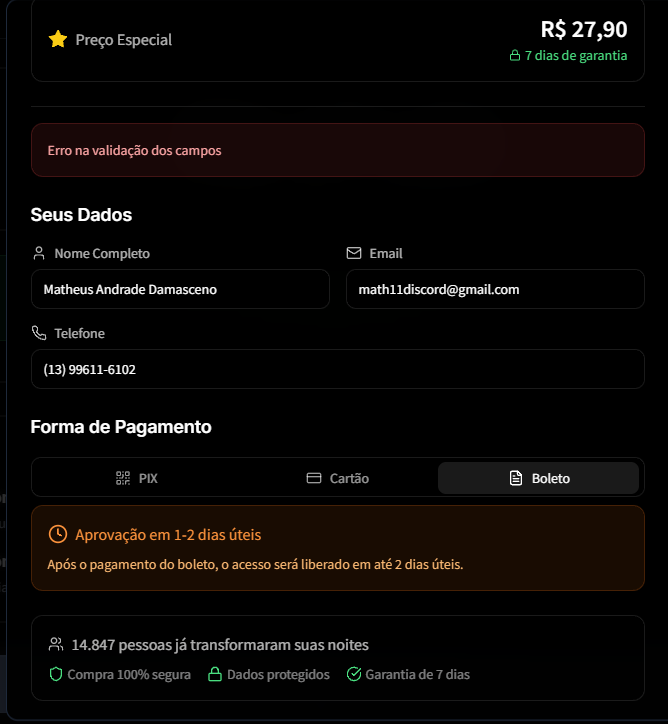 Preço Especial
R$ 27,90
7 dias de garantia
Erro na validação dos campos
Seus Dados
Nome Completo
Email
Matheus Andrade Damasceno
math11discord@gmail.com
Telefone
(13) 99611-6102
Forma de Pagamento
PIX
Cartão
Boleto
Aprovação em 1-2 dias úteis
Após o pagamento do boleto, o acesso será liberado em até 2 dias úteis.
14.847 pessoas já transformaram suas noites
Compra 100% segura
Dados protegidos
Garantia de 7 dias